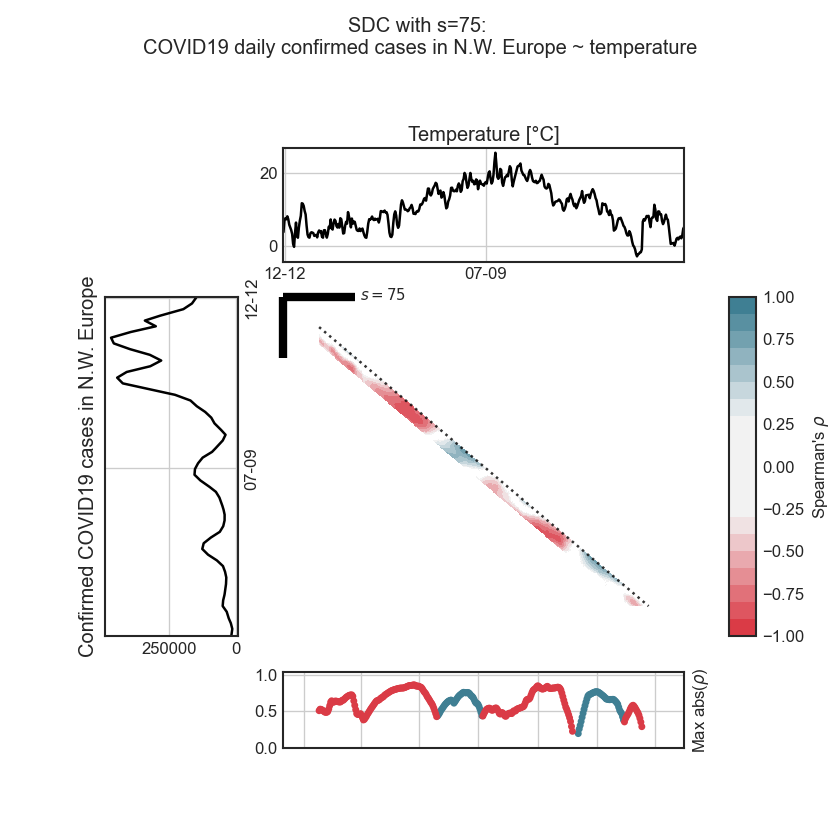 SDC with s=75:
COVID19 daily confirmed cases in N.W. Europe ~ temperature
Temperature [°C]
20
0
12-12
07-09
Confirmed COVID19 cases in N.W. Europe
12-12
07-09
250000
0
s = 75
1.00
0.75
0.50
0.25
0.00
−0.25
−0.50
−0.75
−1.00
Spearman's ρ
1.0
0.5
0.0
Max abs(ρ)